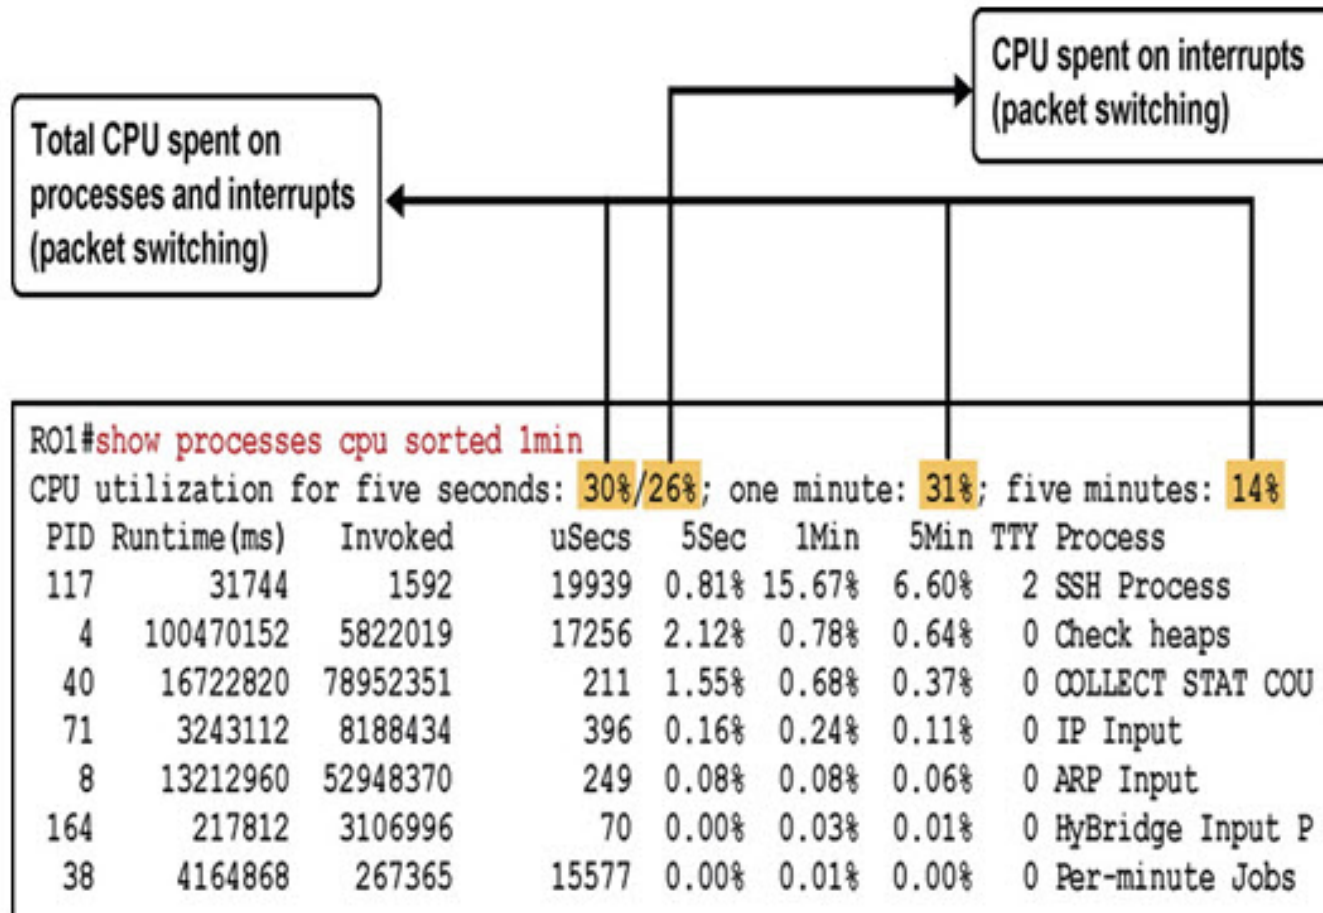 CPU spent on interrupts
(packet switching)
Total CPU spent on
processes and interrupts
(packet switching)
RO1#show processes cpu sorted 1min
CPU utilization for five seconds: 30%/26%; one minute: 31%; five minutes: 14%
PID Runtime(ms) Invoked uSecs 5Sec 1Min 5Min TTY Process
117 31744 1592 19939 0.81% 15.67% 6.60% 2 SSH Process
4 100470152 5822019 17256 2.12% 0.78% 0.64% 0 Check heaps
40 16722820 78952351 211 1.55% 0.68% 0.37% 0 COLLECT STAT COU
71 3243112 8188434 396 0.16% 0.24% 0.11% 0 IP Input
8 13212960 52948370 249 0.08% 0.08% 0.06% 0 ARP Input
164 217812 3106996 70 0.00% 0.03% 0.01% 0 HyBridge Input P
38 4164868 267365 15577 0.00% 0.01% 0.00% 0 Per-minute Jobs